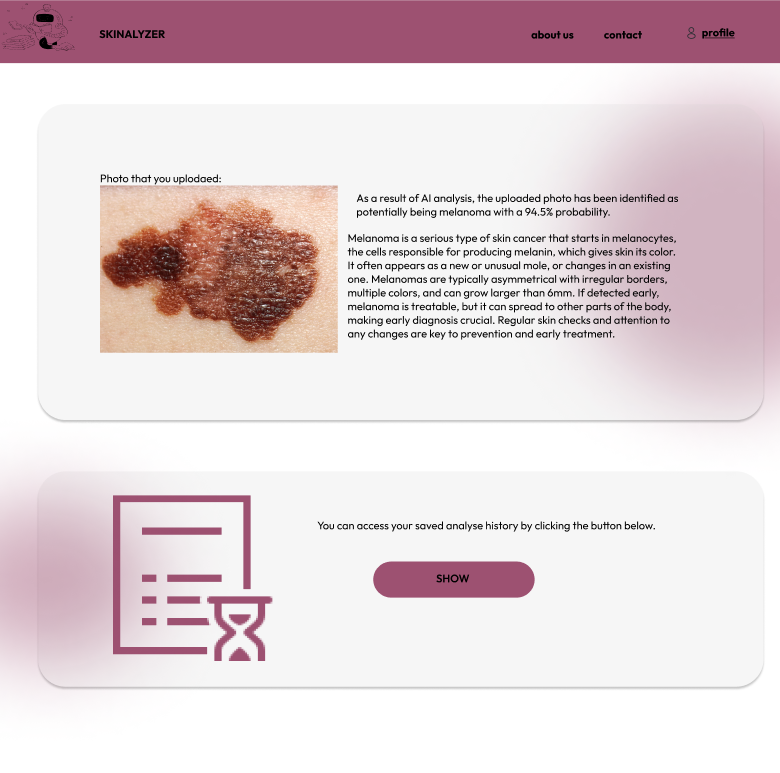 SKINALYZER
about us
contact
profile
Photo that you uplodaed:
As a result of AI analysis, the uploaded photo has been identified as
potentially being melanoma with a 94.5% probability.
Melanoma is a serious type of skin cancer that starts in melanocytes,
the cells responsible for producing melanin, which gives skin its color.
It often appears as a new or unusual mole, or changes in an existing
one. Melanomas are typically asymmetrical with irregular borders,
multiple colors, and can grow larger than 6mm. If detected early,
melanoma is treatable, but it can spread to other parts of the body,
making early diagnosis crucial. Regular skin checks and attention to
any changes are key to prevention and early treatment.
You can access your saved analyse history by clicking the button below.
SHOW